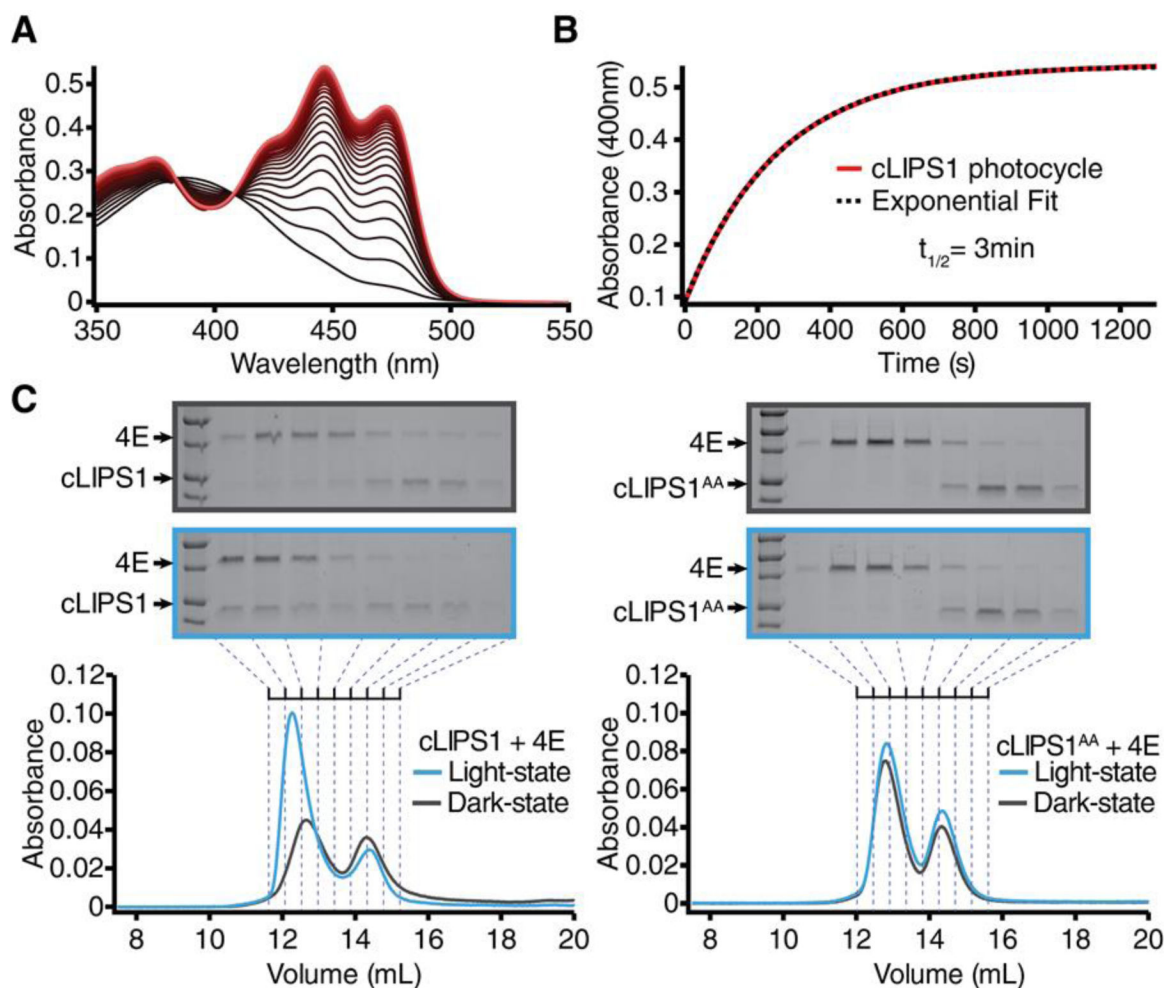 A
0.5
0.4
0.3
0.2
0.1
0
Absorbance
350 400 450 500 550
Wavelength (nm)
B
0.5
0.4
0.3
0.2
0.1
Absorbance (400nm)
cLIPS1 photocycle
Exponential Fit
t1/2= 3min
0 200 400 600 800 1000 1200
Time (s)
C
4E
cLIPS1
4E
cLIPS1
0.12
0.10
0.08
0.06
0.04
0.02
0
Absorbance
cLIPS1 + 4E
Light-state
Dark-state
8 10 12 14 16 18 20
Volume (mL)
4E
cLIPS1AA
4E
cLIPS1AA
0.12
0.10
0.08
0.06
0.04
0.02
0
Absorbance
cLIPS1AA + 4E
Light-state
Dark-state
8 10 12 14 16 18 20
Volume (mL)